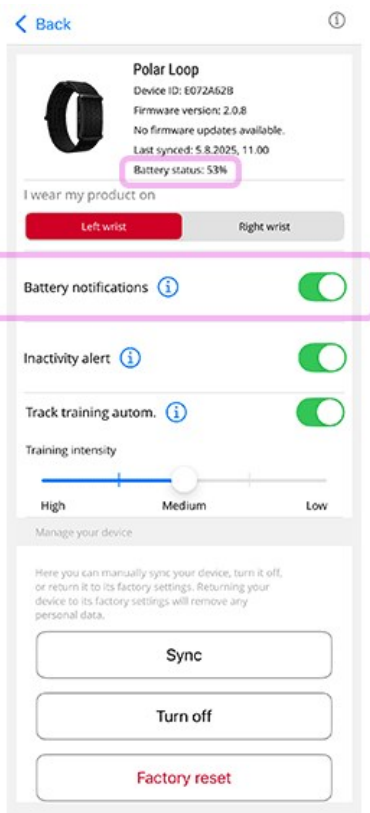 Back
Polar Loop
Device ID: E072A62B
Firmware version: 2.0.8
No firmware updates available.
Last synced: 5.8.2025, 11.00
Battery status: 53%
I wear my product on
Left wrist
Right wrist
Battery notifications
Inactivity alert
Track training autom.
Training intensity
High
Medium
Low
Manage your device
Here you can manually sync your device, turn it off,
or return it to its factory settings. Returning your
device to its factory settings will remove any
personal data.
Sync
Turn off
Factory reset